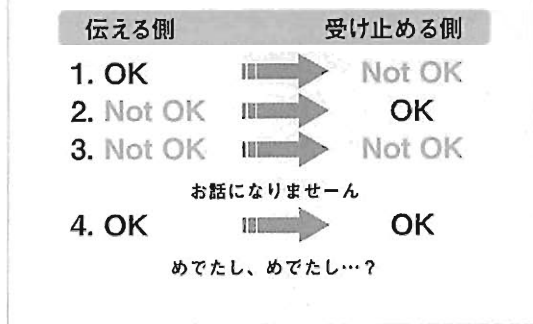 伝える側 受け止める側
1. OK Not OK
2. Not OK OK
3. Not OK Not OK
お話になりませーん
4. OK OK
めでたし、めでたし…？